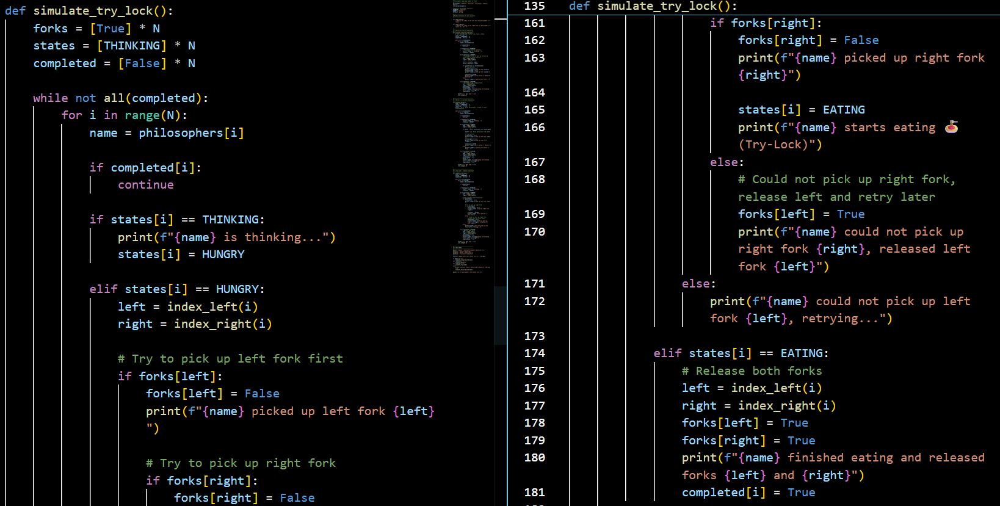 def simulate_try_lock():
forks = [True] * N
states = [THINKING] * N
completed = [False] * N
while not all(completed):
for i in range(N):
name = philosophers[i]
if completed[i]:
continue
if states[i] == THINKING:
print(f"{name} is thinking...")
states[i] = HUNGRY
elif states[i] == HUNGRY:
left = index_left(i)
right = index_right(i)
# Try to pick up left fork first
if forks[left]:
forks[left] = False
print(f"{name} picked up left fork {left}
")
# Try to pick up right fork
if forks[right]:
forks[right] = False
135 def simulate_try_lock():
161 if forks[right]:
162 forks[right] = False
163 print(f"{name} picked up right fork
{right}")
164
165 states[i] = EATING
166 print(f"{name} starts eating 🍝
(Try-Lock)")
167 else:
168 # Could not pick up right fork,
release left and retry later
169 forks[left] = True
170 print(f"{name} could not pick up
right fork {right}, released left
fork {left}")
171 else:
172 print(f"{name} could not pick up left
fork {left}, retrying...")
173
174 elif states[i] == EATING:
175 # Release both forks
176 left = index_left(i)
177 right = index_right(i)
178 forks[left] = True
179 forks[right] = True
180 print(f"{name} finished eating and released
forks {left} and {right}")
181 completed[i] = True